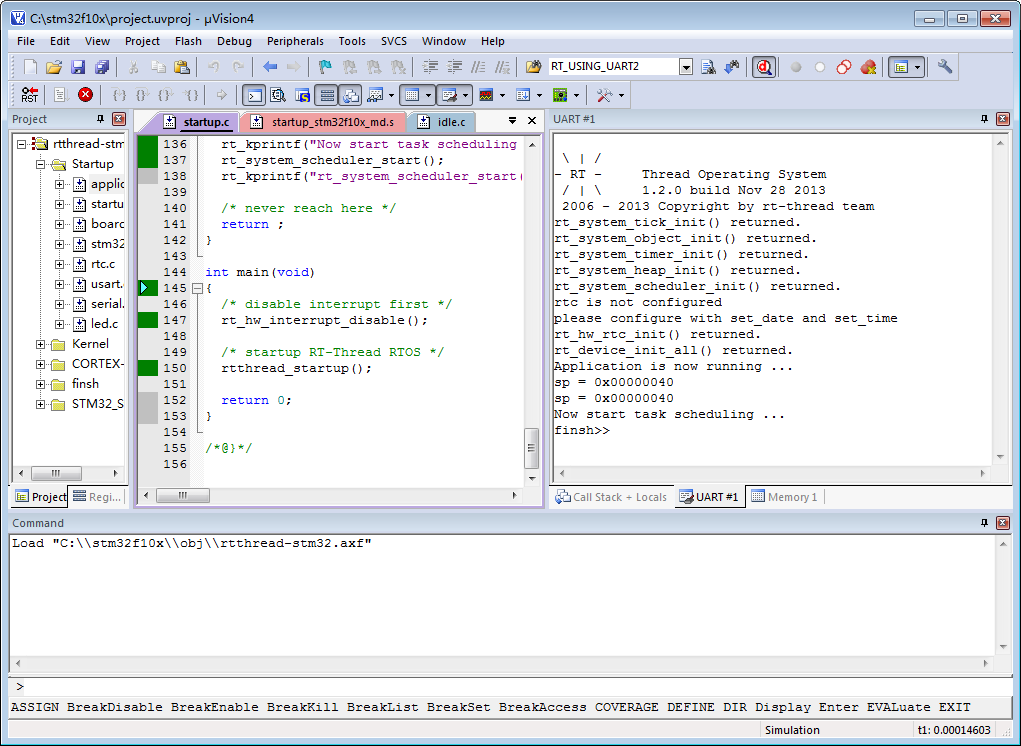 C:\stm32f10x\project.uvproj - µVision4
File Edit View Project Flash Debug Peripherals Tools SVCS Window Help
RT_USING_UART2
RST
Project
rtthread-stm
Startup
applic
startu
boarc
stm32
rtc.c
usart.
serial.
led.c
Kernel
CORTEX-
finsh
STM32_S
Project Regi...
startup.c startup_stm32f10x_md.s idle.c
136 rt_kprintf("Now start task scheduling
137 rt_system_scheduler_start();
138 rt_kprintf("rt_system_scheduler_start(
139
140 /* never reach here */
141 return ;
142 }
143
144 int main(void)
145 {
146 /* disable interrupt first */
147 rt_hw_interrupt_disable();
148
149 /* startup RT-Thread RTOS */
150 rtthread_startup();
151
152 return 0;
153 }
154
155 /*@}*/
156
UART #1
\ | /
- RT - Thread Operating System
/ | \ 1.2.0 build Nov 28 2013
2006 - 2013 Copyright by rt-thread team
rt_system_tick_init() returned.
rt_system_object_init() returned.
rt_system_timer_init() returned.
rt_system_heap_init() returned.
rt_system_scheduler_init() returned.
rtc is not configured
please configure with set_date and set_time
rt_hw_rtc_init() returned.
rt_device_init_all() returned.
Application is now running ...
sp = 0x00000040
sp = 0x00000040
Now start task scheduling ...
finsh>>
Call Stack + Locals UART #1 Memory 1
Command
Load "C:\\stm32f10x\\obj\\rtthread-stm32.axf"
>
ASSIGN BreakDisable BreakEnable BreakKill BreakList BreakSet BreakAccess COVERAGE DEFINE DIR Display Enter EVALuate EXIT
Simulation t1: 0.00014603